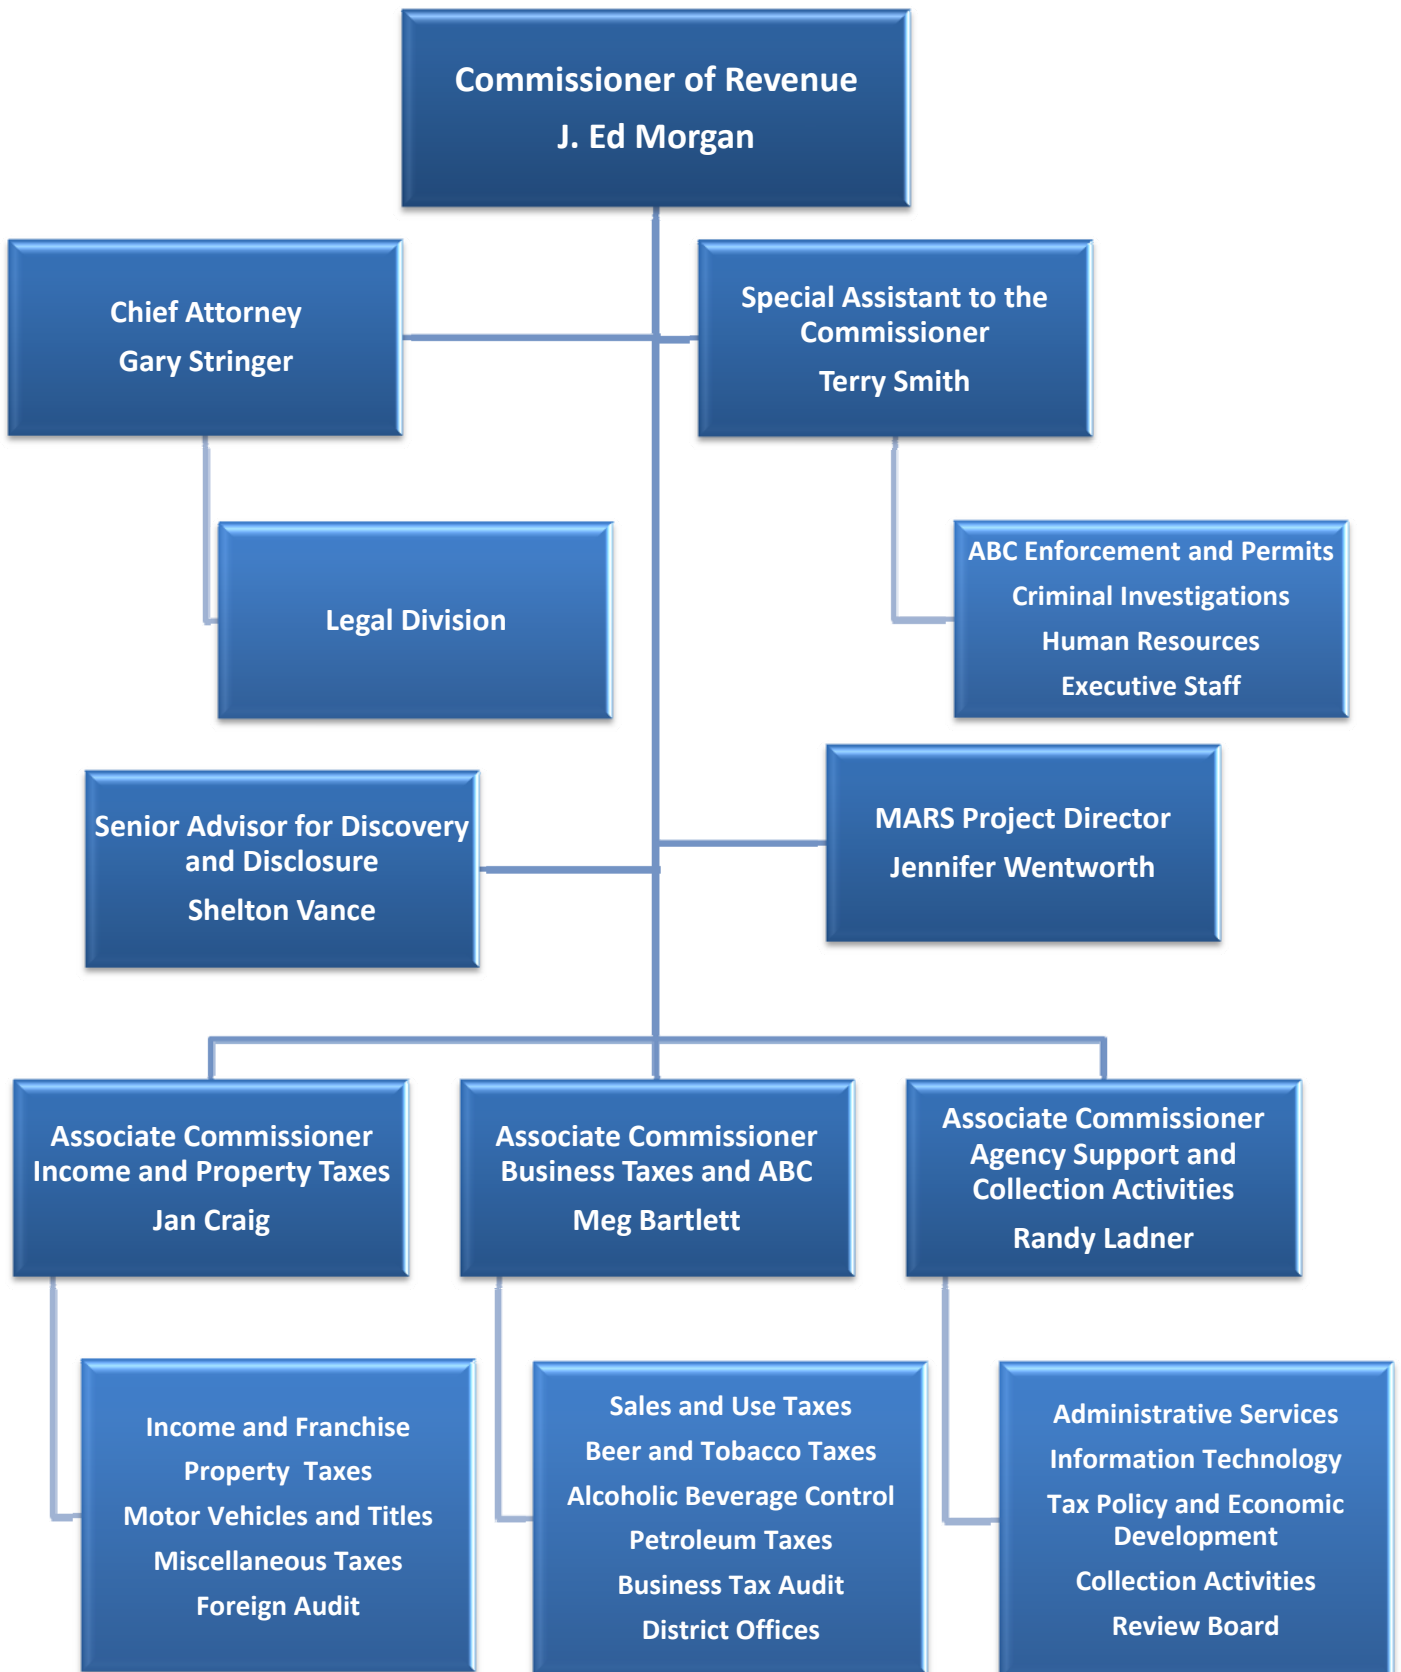 Commissioner of Revenue
J. Ed Morgan
Chief Attorney
Gary Stringer
Special Assistant to the
Commissioner
Terry Smith
Legal Division
ABC Enforcement and Permits
Criminal Investigations
Human Resources
Executive Staff
Senior Advisor for Discovery
and Disclosure
Shelton Vance
MARS Project Director
Jennifer Wentworth
Associate Commissioner
Income and Property Taxes
Jan Craig
Associate Commissioner
Business Taxes and ABC
Meg Bartlett
Associate Commissioner
Agency Support and
Collection Activities
Randy Ladner
Income and Franchise
Property  Taxes
Motor Vehicles and Titles
Miscellaneous Taxes
Foreign Audit
Sales and Use Taxes
Beer and Tobacco Taxes
Alcoholic Beverage Control
Petroleum Taxes
Business Tax Audit
District Offices
Administrative Services
Information Technology
Tax Policy and Economic
Development
Collection Activities
Review Board